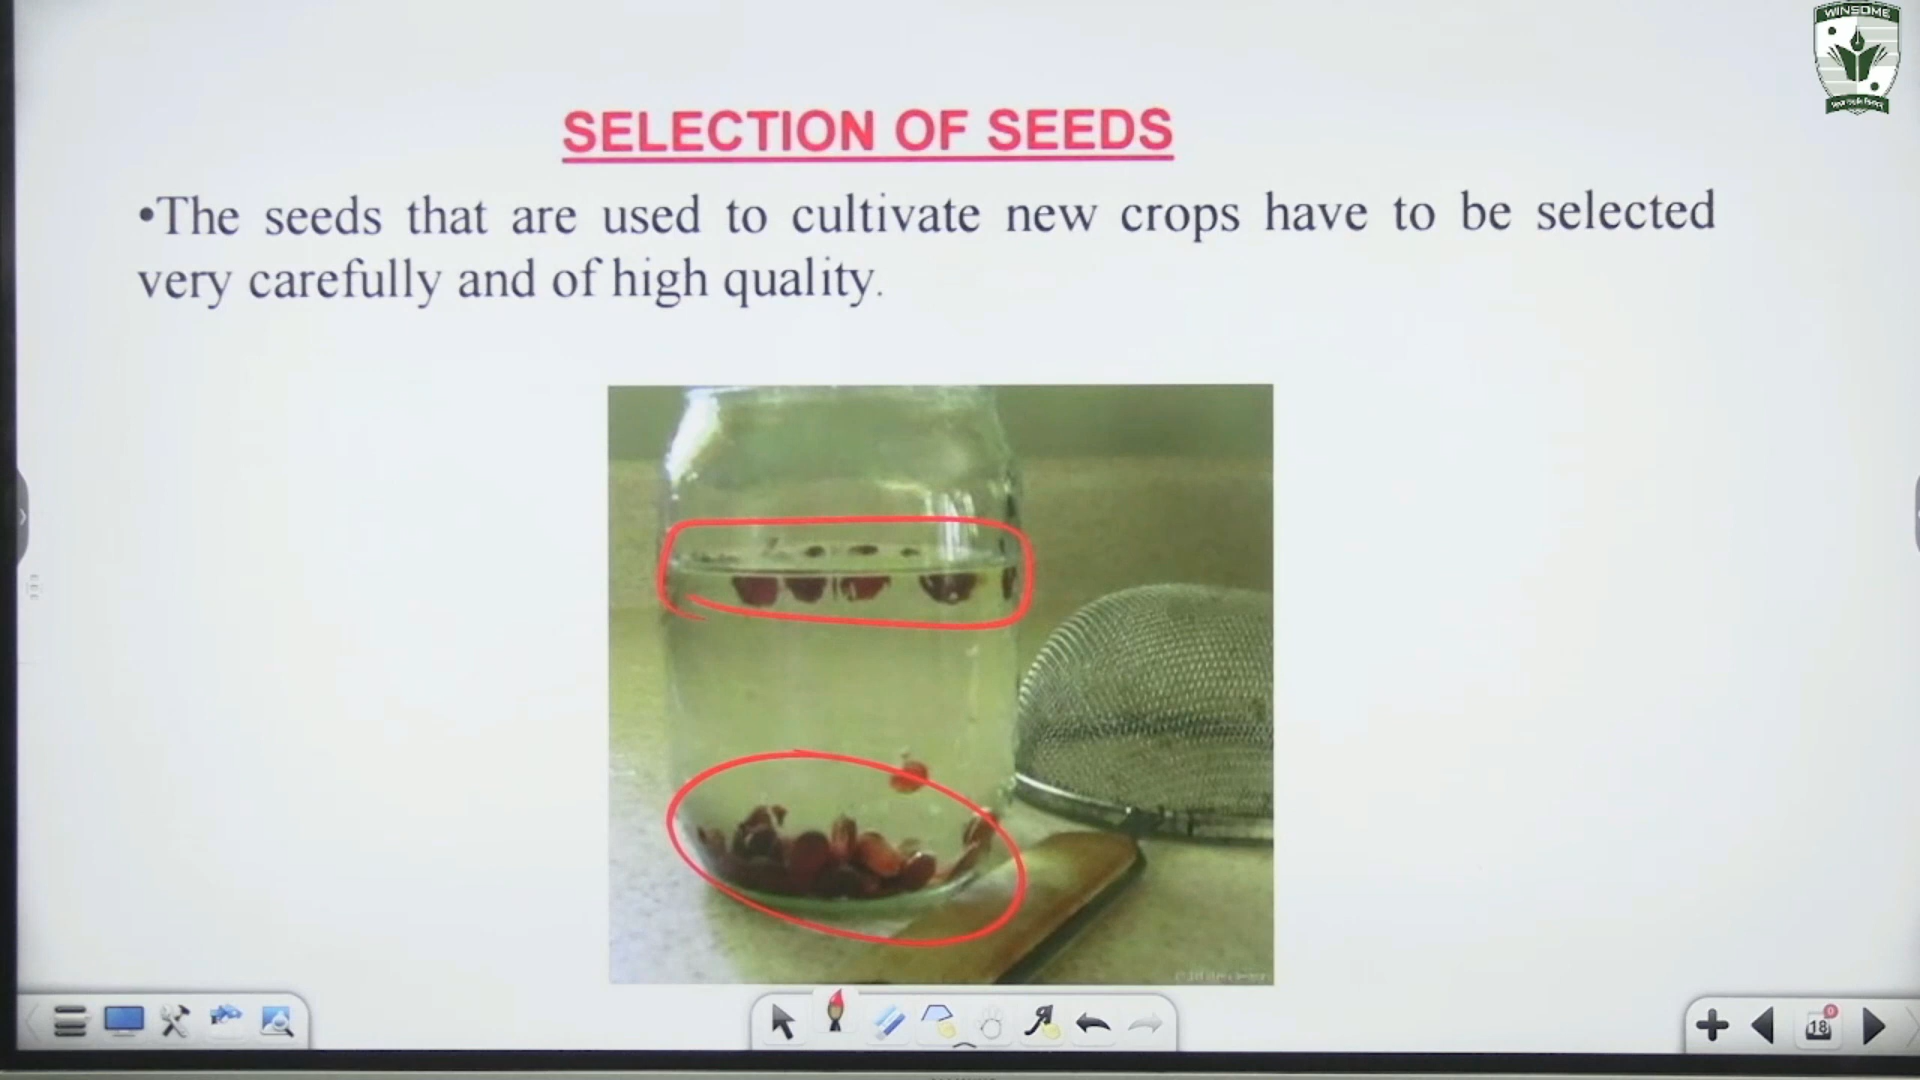 WINSOME
SELECTION OF SEEDS
•The seeds that are used to cultivate new crops have to be selected
very carefully and of high quality.
18